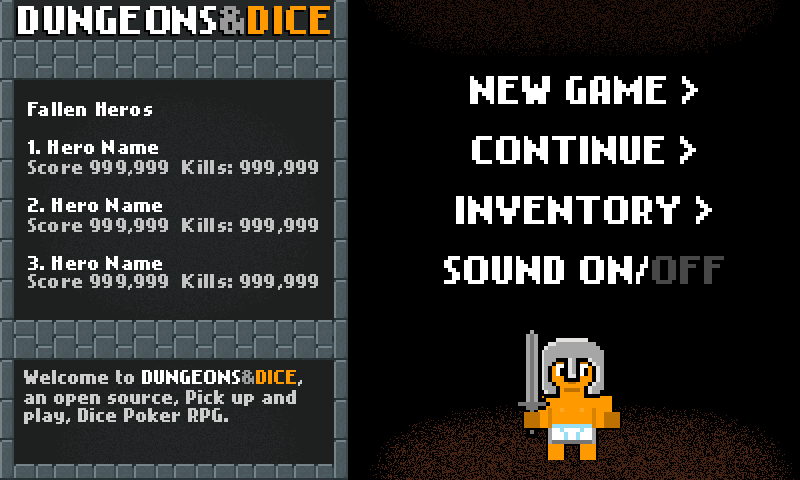 DUNGEONS&DICE
Fallen Heros
1. Hero Name
Score 999,999 Kills: 999,999
2. Hero Name
Score 999,999 Kills: 999,999
3. Hero Name
Score 999,999 Kills: 999,999
Welcome to DUNGEONS&DICE,
an open source, Pick up and
play, Dice Poker RPG.
NEW GAME >
CONTINUE >
INVENTORY >
SOUND ON/OFF